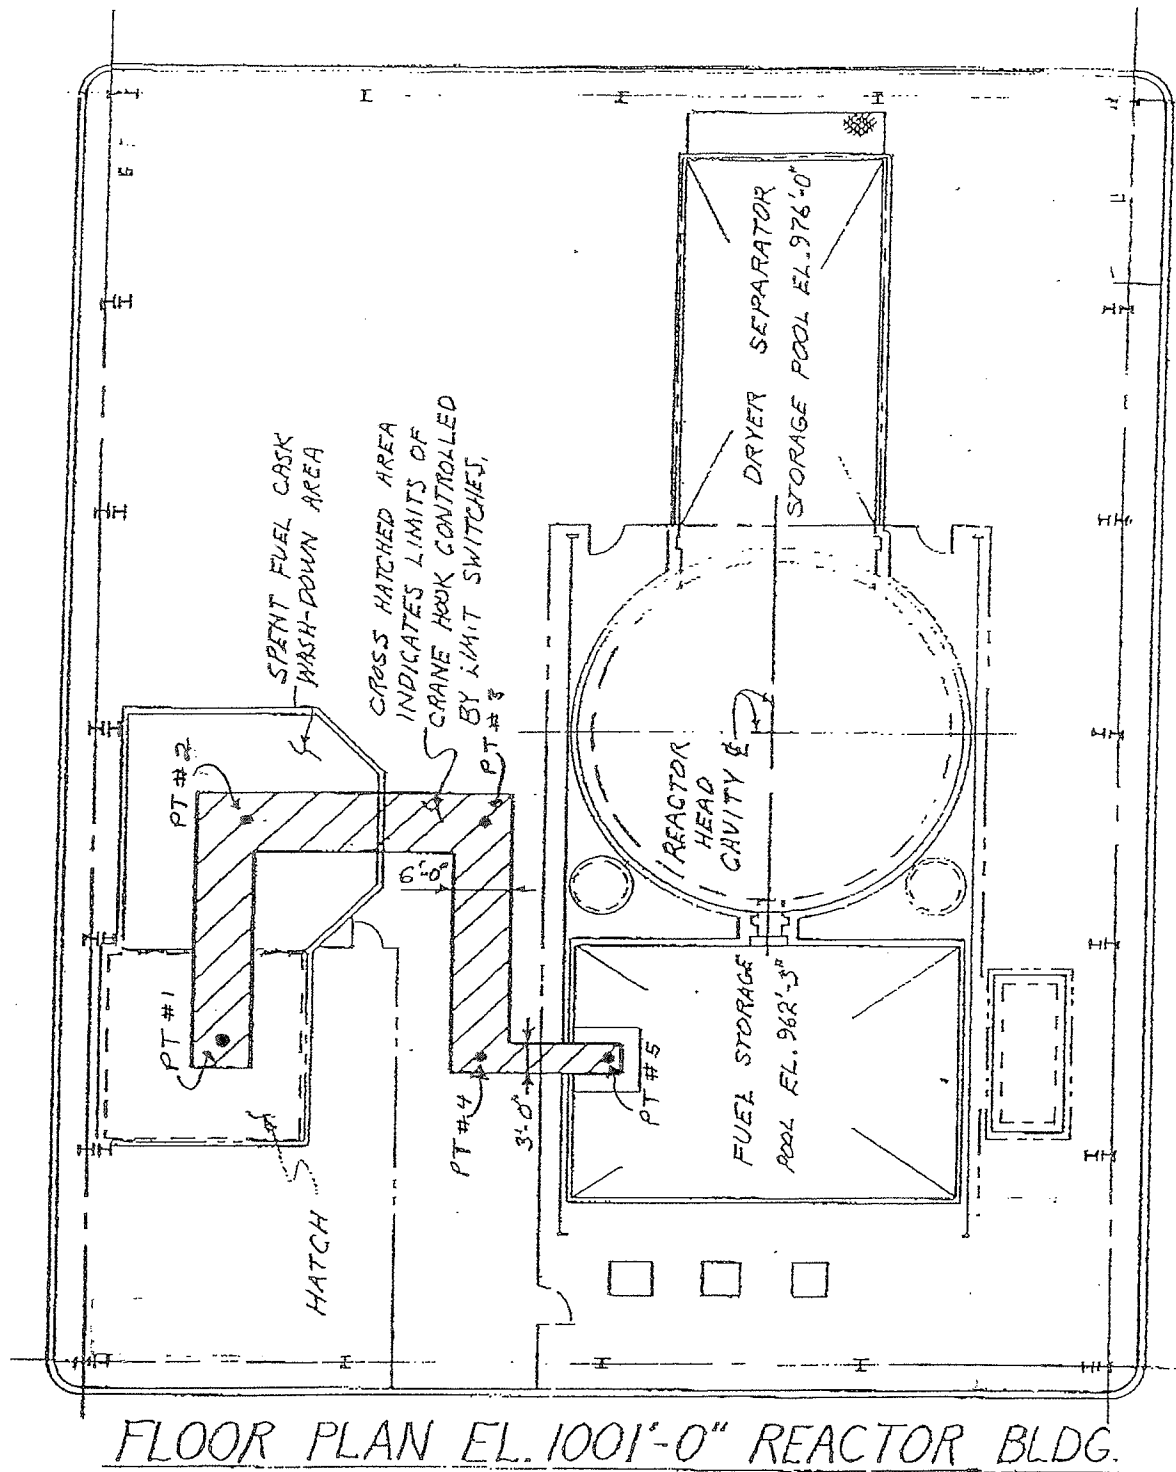 SPENT FUEL CASK
WASH-DOWN AREA
CROSS HATCHED AREA
INDICATES LIMITS OF
CRANE HOOK CONTROLLED
BY LIMIT SWITCHES,
PT #2
PT #3
6'-0"
PT #1
PT #4
3'-0"
PT #5
HATCH
DRYER SEPARATOR
STORAGE POOL EL. 976'-0"
REACTOR
HEAD
CAVITY ℄
FUEL STORAGE
POOL EL. 962'-3"
FLOOR PLAN EL. 1001'-0" REACTOR BLDG.